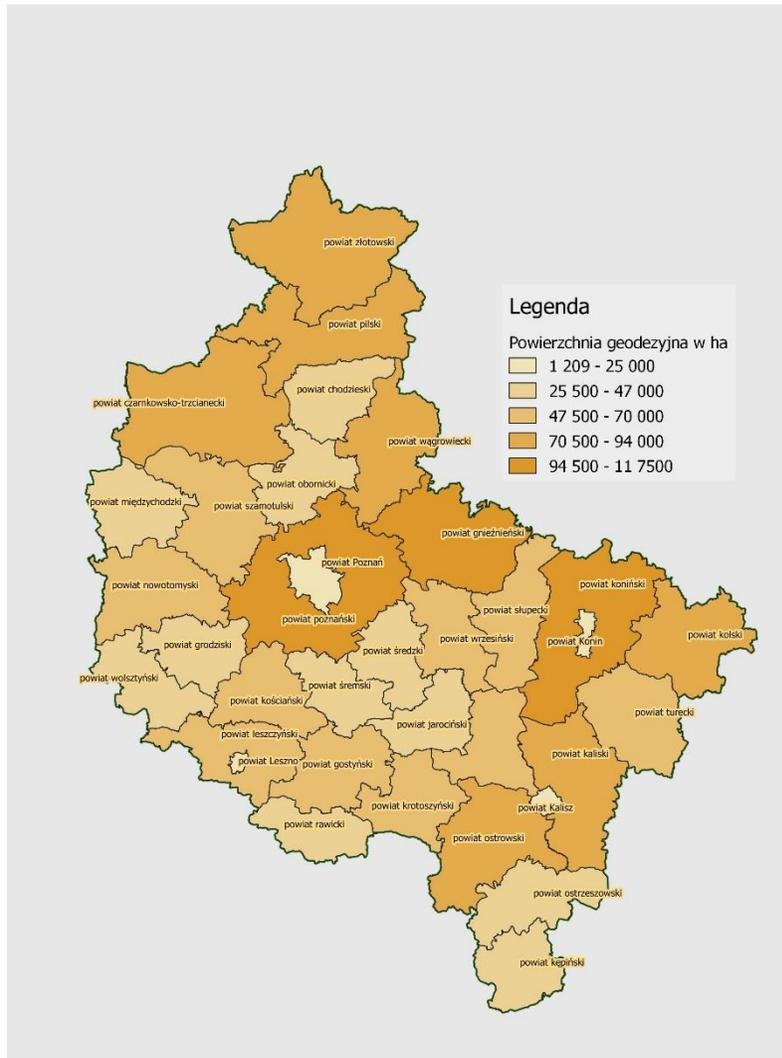 powiat złotowski
Legenda
powiat pilski
Powierzchnia geodezyjna w ha
1 209 - 25 000
25 500 - 47 000
47 500 - 70 000
70 500 - 94 000
94 500 - 11 7500
powiat chodzieski
powiat czarnkowsko-trzcianecki
powiat wągrowiecki
powiat obornicki
powiat międzychodzki
powiat szamotulski
powiat gnieźnieński
powiat Poznań
powiat nowotomyski
powiat koniński
powiat słupecki
powiat poznański
powiat kolski
powiat wrzesiński
powiat Konin
powiat grodziski
powiat średzki
powiat wolsztyński
powiat śremski
powiat kościański
powiat turecki
powiat jarociński
powiat leszczyński
powiat kaliski
powiat Leszno
powiat gostyński
powiat krotoszyński
powiat Kalisz
powiat rawicki
powiat ostrowski
powiat ostrzeszowski
powiat kępiński